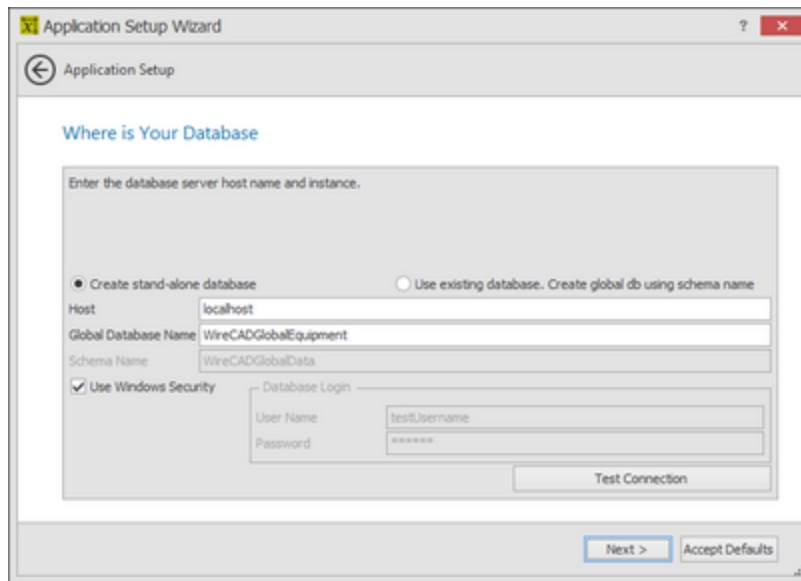 Application Setup Wizard
?
Application Setup
Where is Your Database
Enter the database server host name and instance.
Create stand-alone database Use existing database. Create global db using schema name
Host localhost
Global Database Name WireCADGlobalEquipment
Schema Name WireCADGlobalData
Use Windows Security Database Login
User Name testUsername
Password ******
Test Connection
Next > Accept Defaults